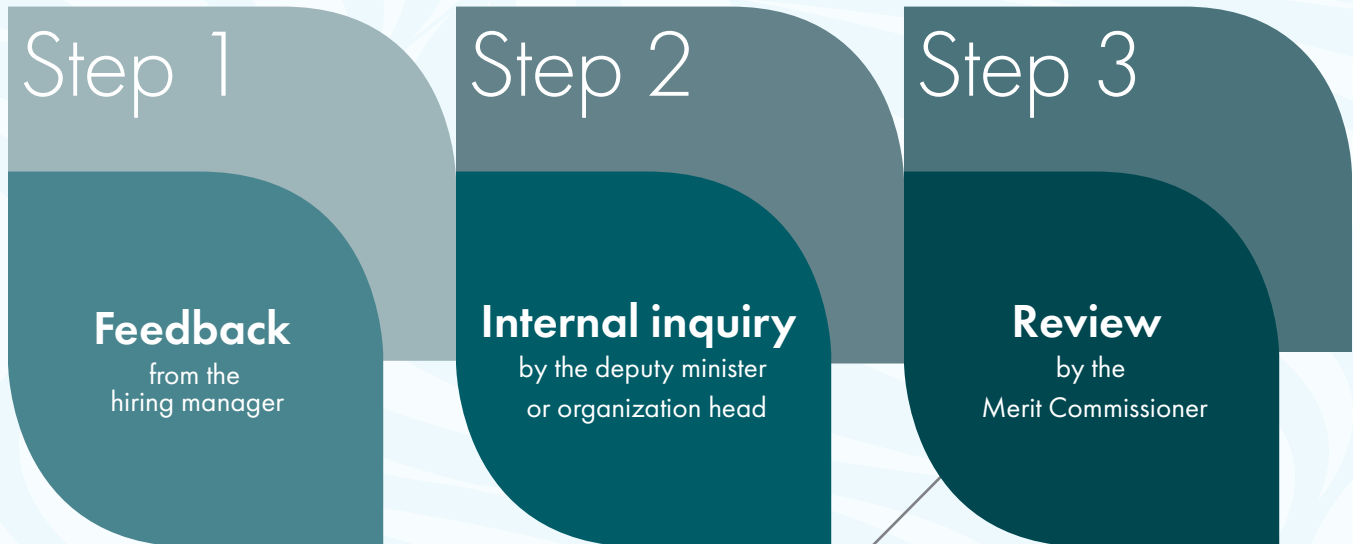 Step 1
Feedback
from the
hiring manager
Step 2
Internal inquiry
by the deputy minister
or organization head
Step 3
Review
by the
Merit Commissioner